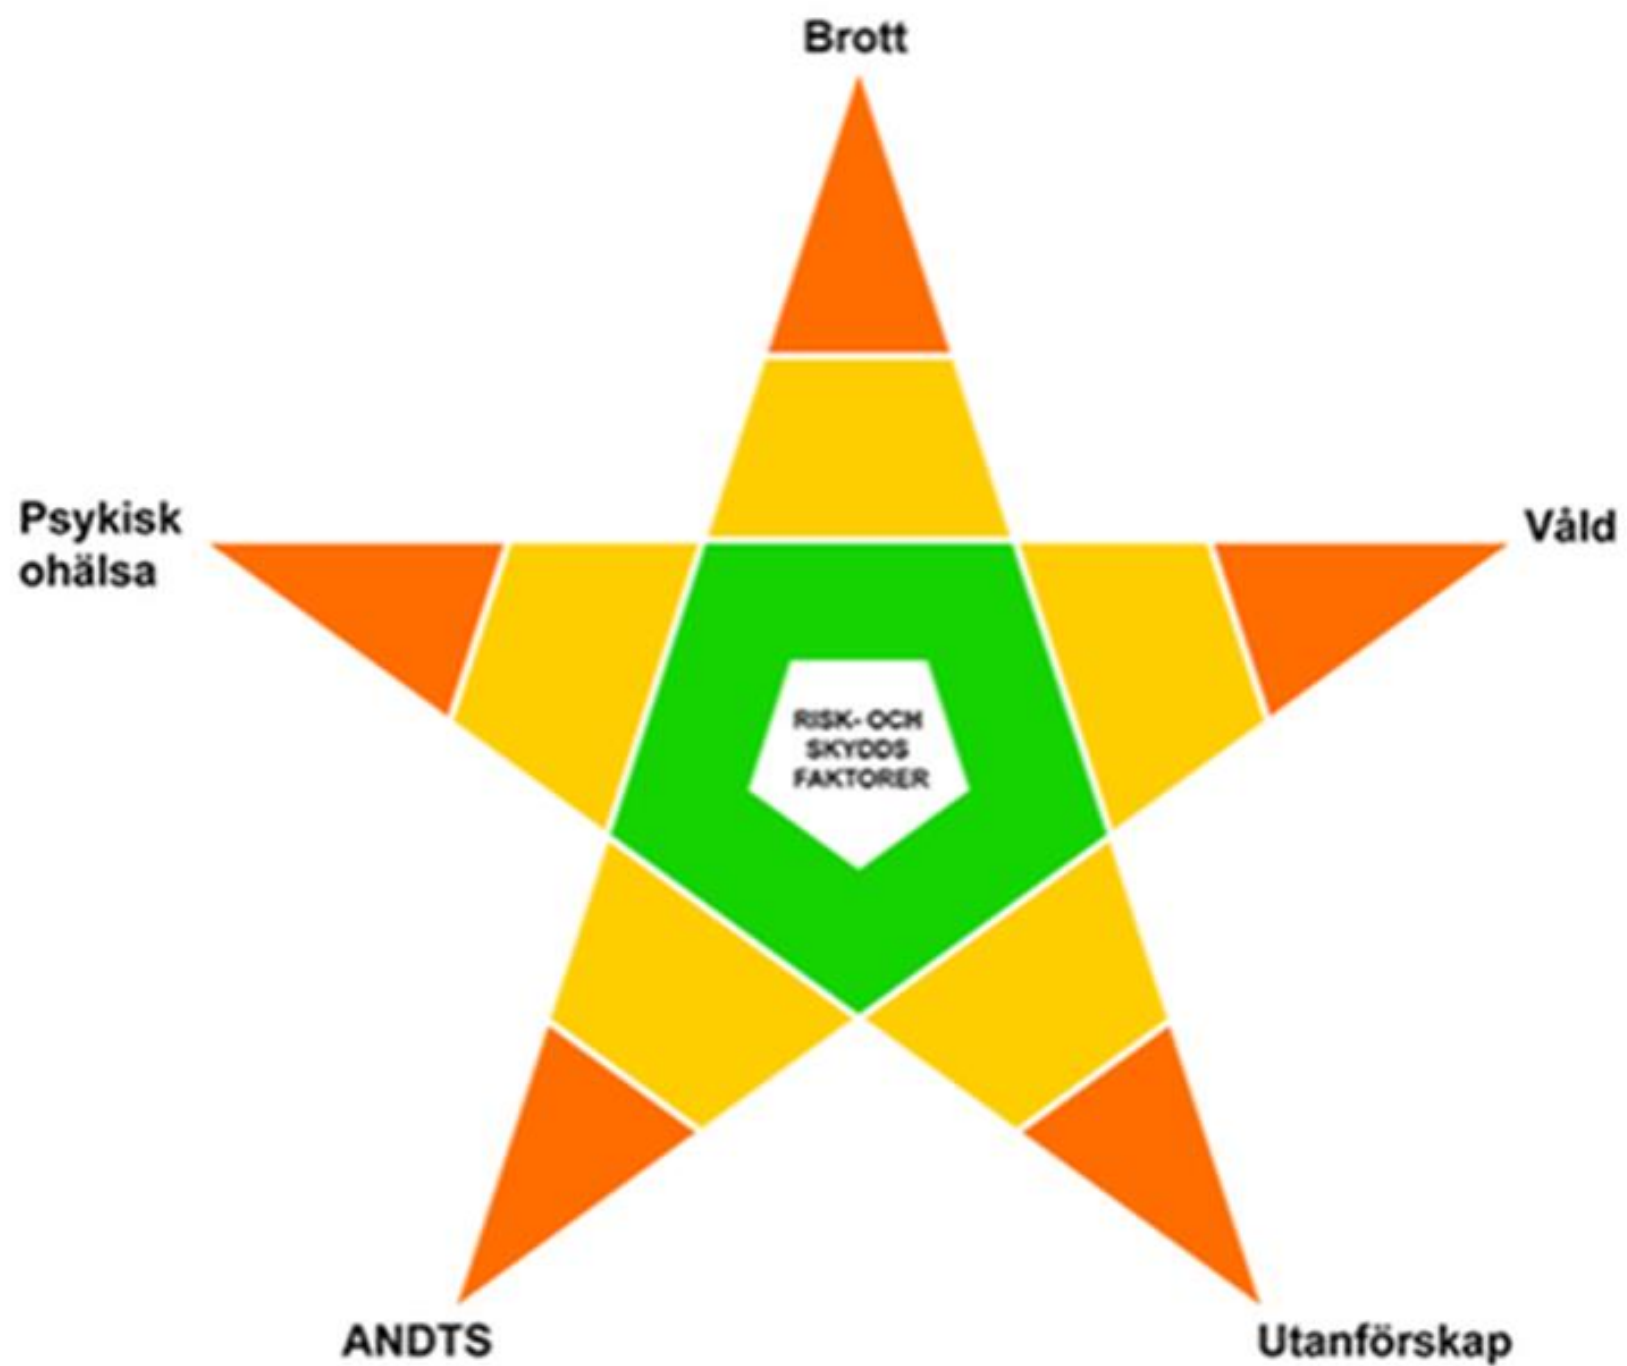 Brott
Psykisk
ohälsa
Våld
RISK- OCH
SKYDDS
FAKTORER
ANDTS
Utanförskap